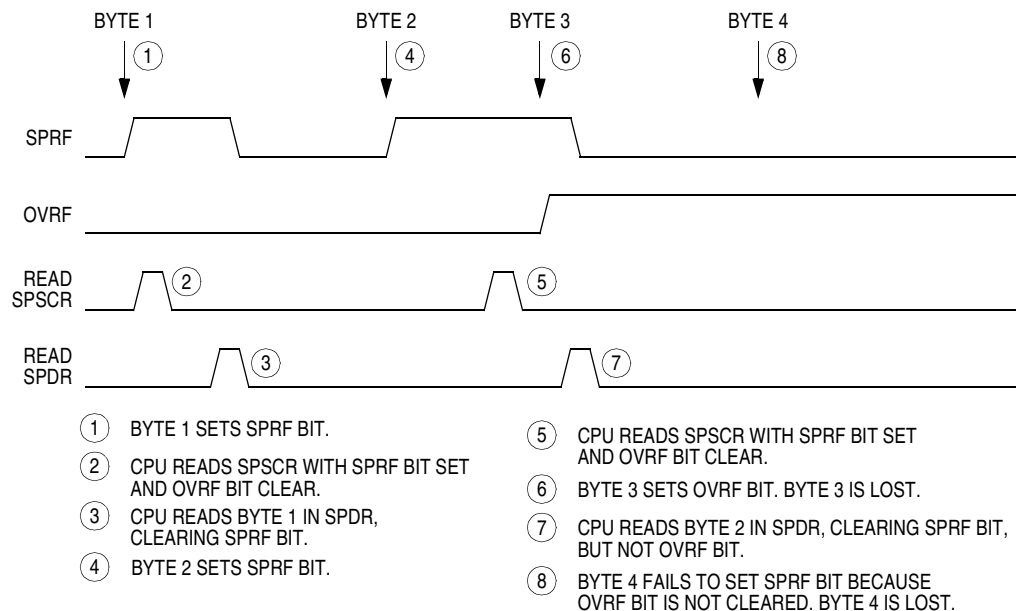 BYTE 1
BYTE 2
BYTE 3
BYTE 4
1
4
6
8
SPRF
OVRF
READ
SPSCR
2
5
READ
SPDR
3
7
1 BYTE 1 SETS SPRF BIT.
2 CPU READS SPSCR WITH SPRF BIT SET
AND OVRF BIT CLEAR.
3 CPU READS BYTE 1 IN SPDR,
CLEARING SPRF BIT.
4 BYTE 2 SETS SPRF BIT.
5 CPU READS SPSCR WITH SPRF BIT SET
AND OVRF BIT CLEAR.
6 BYTE 3 SETS OVRF BIT. BYTE 3 IS LOST.
7 CPU READS BYTE 2 IN SPDR, CLEARING SPRF BIT,
BUT NOT OVRF BIT.
8 BYTE 4 FAILS TO SET SPRF BIT BECAUSE
OVRF BIT IS NOT CLEARED. BYTE 4 IS LOST.